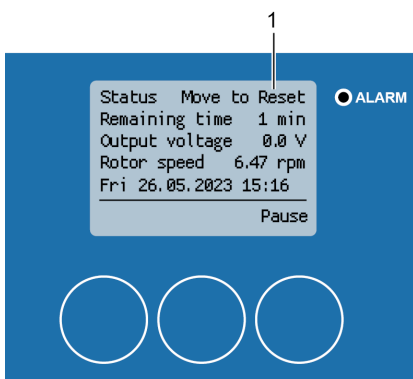 1
Status Move to Reset
ALARM
Remaining time 1 min
Output voltage 0.0 V
Rotor speed 6.47 rpm
Fri 26.05.2023 15:16
Pause